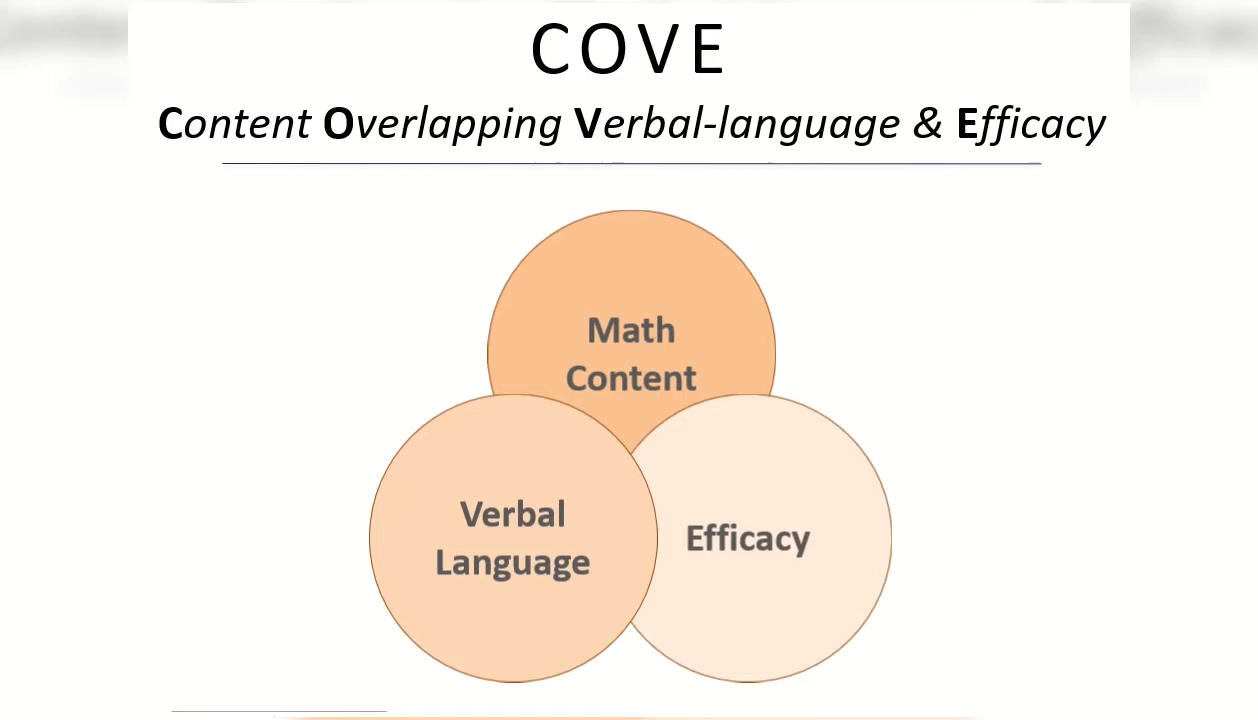 COVE
Content Overlapping Verbal-language & Efficacy
Math
Content
Verbal
Language
Efficacy